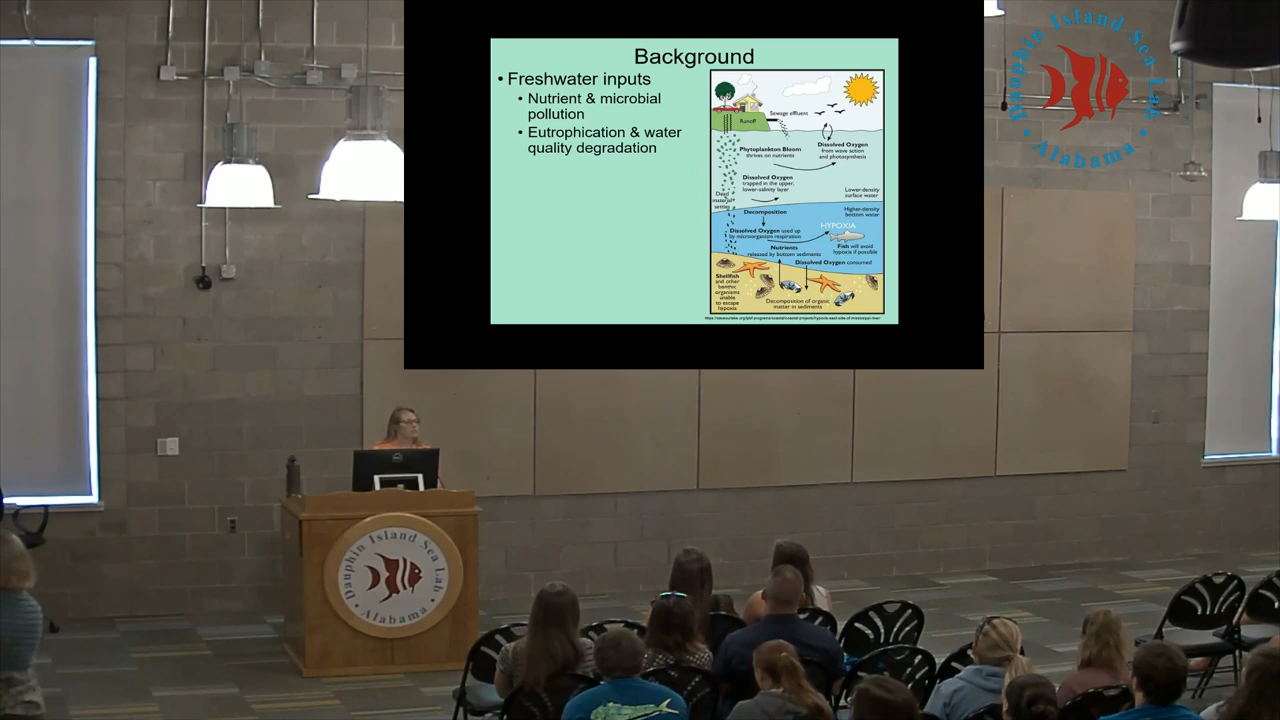 Background
• Freshwater inputs
• Nutrient & microbial
pollution
• Eutrophication & water
quality degradation
Runoff
Sewage effluent
Phytoplankton Bloom
thrives on nutrients
Dissolved Oxygen
from wave action
and photosynthesis
Dissolved Oxygen
trapped in the upper,
lower-salinity layer
Dead
material
settles
Lower-density
surface water
Higher-density
bottom water
Decomposition
HYPOXIA
Dissolved Oxygen used up
by microorganism respiration
Fish will avoid
hypoxia if possible
Nutrients
released by bottom sediments
Dissolved Oxygen consumed
Shellfish
and other
benthic
organisms
unable
to escape
hypoxia
Decomposition of organic
matter in sediments
Dauphin Island Sea Lab
• Alabama •
DELL
Dauphin Island Sea Lab
• Alabama •